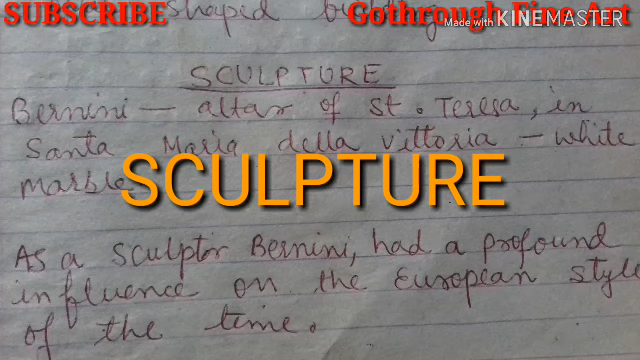 SUBSCRIBE
Gothrough Fine Art
Made with KINEMASTER
shaped
SCULPTURE
Bernini — altar of St. Teresa, in
Santa Maria della vittoria – white
marble
SCULPTURE
As a sculptor Bernini, had a profound
influence on the European style
of the time.